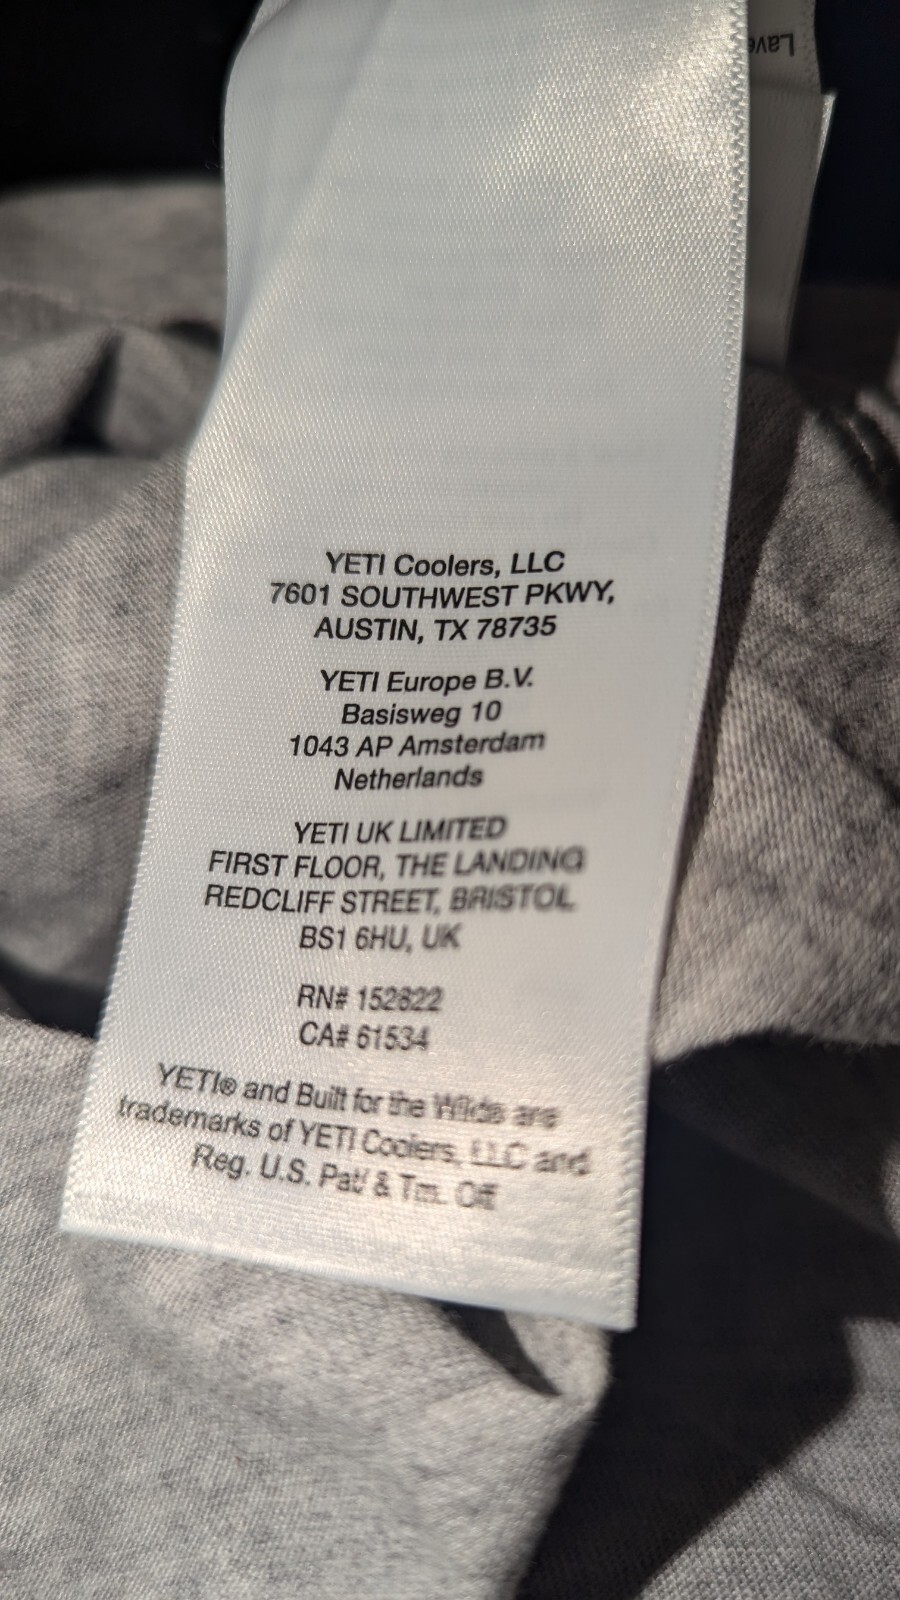 YETI Coolers, LLC
7601 SOUTHWEST PKWY,
AUSTIN, TX 78735
YETI Europe B.V.
Basisweg 10
1043 AP Amsterdam
Netherlands
YETI UK LIMITED
FIRST FLOOR, THE LANDING
REDCLIFF STREET, BRISTOL
BS1 6HU, UK
RN# 152822
CA# 61534
YETI® and Built for the Wilds are
trademarks of YETI Coolers, LLC and
Reg. U.S. Pat/ & Tm. Off